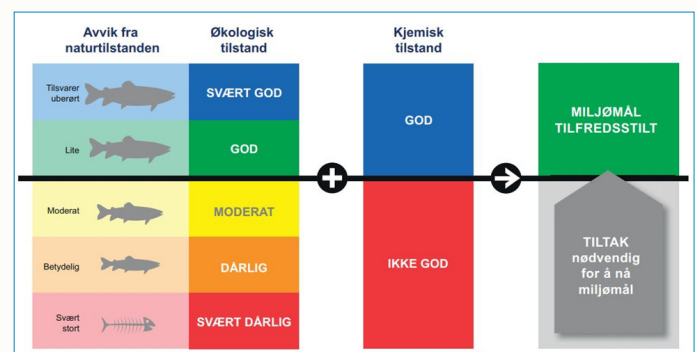 Avvik fra
naturtilstanden
Økologisk
tilstand
Kjemisk
tilstand
Tilsvarer
uberørt
SVÆRT GOD
Lite
GOD
Moderat
MODERAT
Betydelig
DÅRLIG
Svært
stort
SVÆRT DÅRLIG
GOD
IKKE GOD
MILJØMÅL
TILFREDSSTILT
TILTAK
nødvendig
for å nå
miljømål